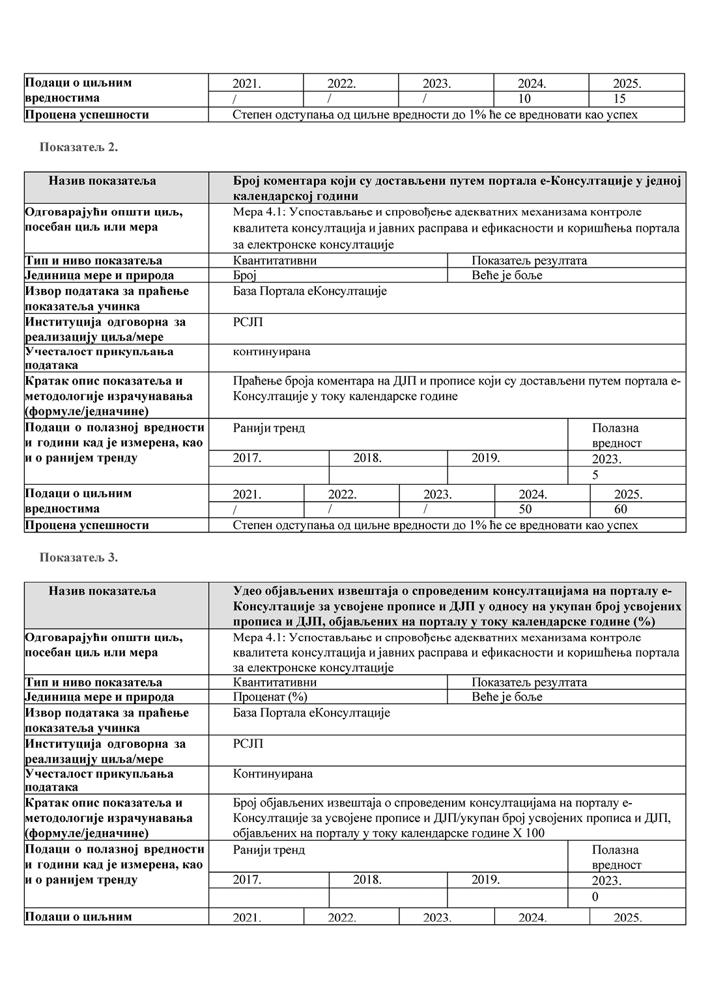 Подаци о циљним 2021. 2022. 2023. 2024. 2025.
вредностима / / / 10 15
Процена успешности Степен одступања од циљне вредности до 1% ће се вредновати као успех
Показатељ 2.
Назив показатеља Број коментара који су достављени путем портала е-Консултације у једној
календарској години
Одговарајући општи циљ, Мера 4.1: Успостављање и спровођење адекватних механизама контроле
посебан циљ или мера квалитета консултација и јавних расправа и ефикасности и коришћења портала
за електронске консултације
Тип и ниво показатеља Квантитативни Показатељ резултата
Јединица мере и природа Број Веће је боље
Извор података за праћење База Портала еКонсултације
показатеља учинка
Институција одговорна за РСЈП
реализацију циља/мере
Учесталост прикупљања континуирана
података
Кратак опис показатеља и Праћење броја коментара на ДЈП и прописе који су достављени путем портала е-
методологије израчунавања Консултације у току календарске године
(формуле/једначине)
Подаци о полазној вредности Ранији тренд Полазна
и години кад је измерена, као вредност
и о ранијем тренду 2017. 2018. 2019. 2023.
5
Подаци о циљним 2021. 2022. 2023. 2024. 2025.
вредностима / / / 50 60
Процена успешности Степен одступања од циљне вредности до 1% ће се вредновати као успех
Показатељ 3.
Назив показатеља Удео објављених извештаја о спроведеним консултацијама на порталу е-
Консултације за усвојене прописе и ДЈП у односу на укупан број усвојених
прописа и ДЈП, објављених на порталу у току календарске године (%)
Одговарајући општи циљ, Мера 4.1: Успостављање и спровођење адекватних механизама контроле
посебан циљ или мера квалитета консултација и јавних расправа и ефикасности и коришћења портала
за електронске консултације
Тип и ниво показатеља Квантитативни Показатељ резултата
Јединица мере и природа Проценат (%) Веће је боље
Извор података за праћење База Портала еКонсултације
показатеља учинка
Институција одговорна за РСЈП
реализацију циља/мере
Учесталост прикупљања Континуирана
података
Кратак опис показатеља и Број објављених извештаја о спроведеним консултацијама на порталу е-
методологије израчунавања Консултације за усвојене прописе и ДЈП/укупан број усвојених прописа и ДЈП,
(формуле/једначине) објављених на порталу у току календарске године X 100
Подаци о полазној вредности Ранији тренд Полазна
и години кад је измерена, као вредност
и о ранијем тренду 2017. 2018. 2019. 2023.
0
Подаци о циљним 2021. 2022. 2023. 2024. 2025.